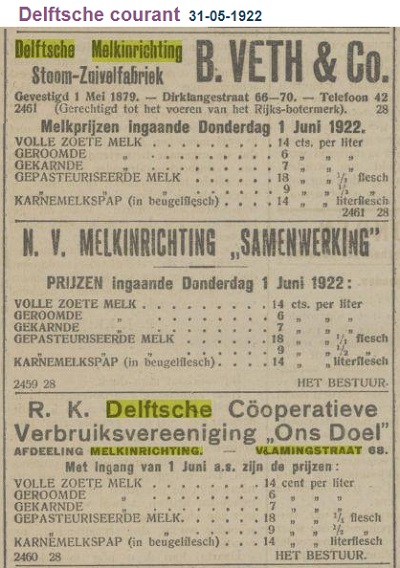 Delftsche courant 31-05-1922
Delftsche Melkinrichting
Stoom-Zuivelfabriek
B. VETH & Co.
Gevestigd 1 Mei 1879. — Dirklangestraat 66—70. — Telefoon 42
2461 (Gerechtigd tot het voeren van het Rijks-botermerk). 28
Melkprijzen ingaande Donderdag 1 Juni 1922.
VOLLE ZOETE MELK . . . . . . . . 14 cts. per liter
GEROOMDE „ . . . . . . . . 6 „ „ „
GEKARNDE „ . . . . . . . . 7 „ „ „
GEPASTEURISEERDE MELK . . . . . . 18 „ „ 1/1 flesch
„ „ . . . . . . 9 „ „ 1/2 „
KARNEMELKSPAP (in beugelflesch) . . . . 14 „ „ literflesch
2461 28
N. V. MELKINRICHTING „SAMENWERKING”
PRIJZEN ingaande Donderdag 1 Juni 1922:
VOLLE ZOETE MELK . . . . . . . . 14 cts. per liter
GEROOMDE „ . . . . . . . . 6 „ „ „
GEKARNDE „ . . . . . . . . 7 „ „ „
GEPASTEURISEERDE MELK . . . . . . 18 „ „ 1/1 flesch
„ „ . . . . . . 9 „ „ 1/2 „
KARNEMELKSPAP (in beugelflesch) . . . . 14 „ „ literflesch
2459 28 HET BESTUUR.
R. K. Delftsche Cöoperatieve
Verbruiksvereeniging „Ons Doel”
AFDEELING MELKINRICHTING. — VLAMINGSTRAAT 68.
Met ingang van 1 Juni a.s. zijn de prijzen:
VOLLE ZOETE MELK . . . . . . . . 14 cent per liter
GEROOMDE „ . . . . . . . . 6 „ „ „
GEKARNDE „ . . . . . . . . 7 „ „ „
GEPASTEURISEERDE MELK. . . . . . . 18 „ „ 1/1 flesch
„ „ . . . . . . 9 „ „ 1/2 „
KARNEMELKSPAP (in beugelflesch) . . . . 14 „ „ literflesch
2460 28 HET BESTUUR.